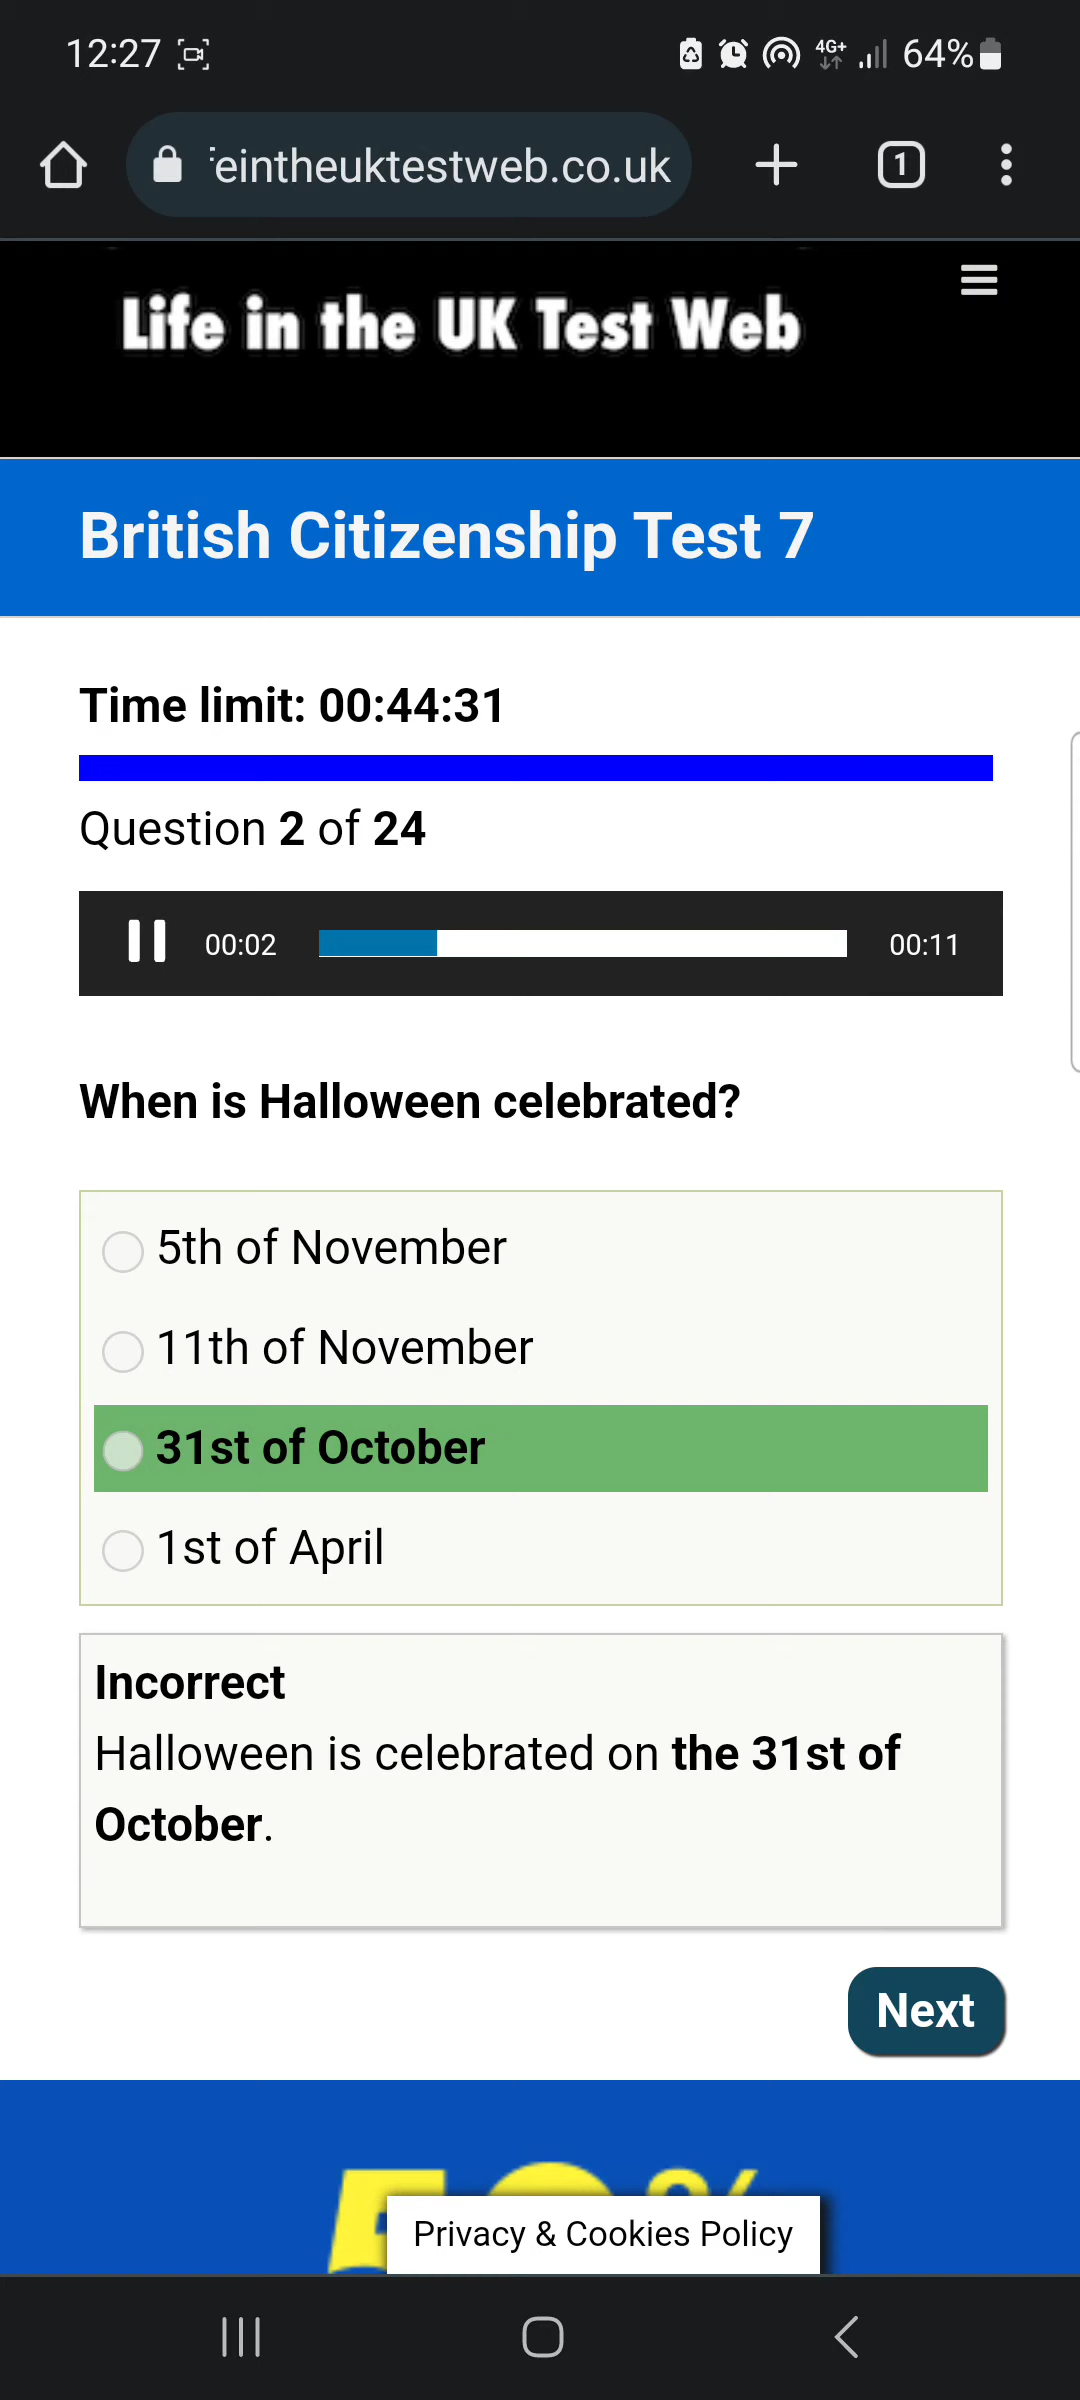 12:27 4G+ 64%
eintheuktestweb.co.uk 1
Life in the UK Test Web
British Citizenship Test 7
Time limit: 00:44:31
Question 2 of 24
00:02 00:11
When is Halloween celebrated?
5th of November
11th of November
31st of October
1st of April
Incorrect
Halloween is celebrated on the 31st of
October.
Next
Privacy & Cookies Policy